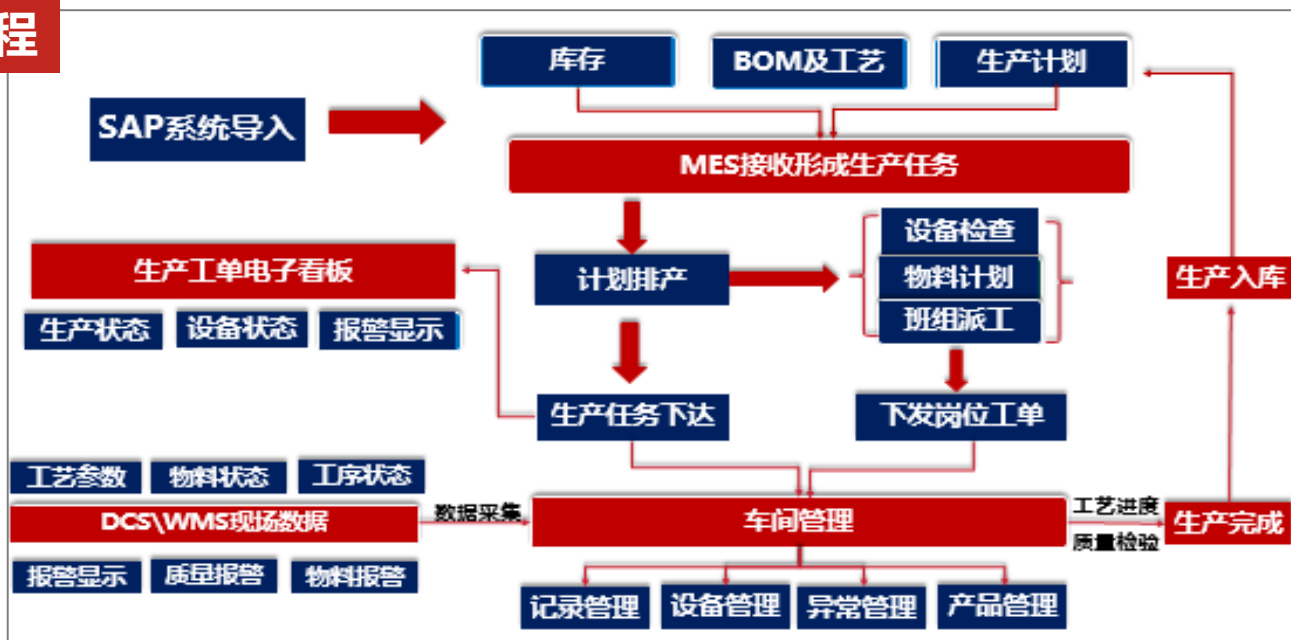 程
库存
BOM及工艺
生产计划
SAP系统导入
MES接收形成生产任务
设备检查
生产工单电子看板
计划排产
物料计划
生产入库
生产状态
设备状态
报警显示
班组派工
生产任务下达
下发岗位工单
工艺参数
物料状态
工序状态
DCS\WMS现场数据
数据采集
车间管理
工艺进度
质量检验
生产完成
报警显示
质量报警
物料报警
记录管理
设备管理
异常管理
产品管理